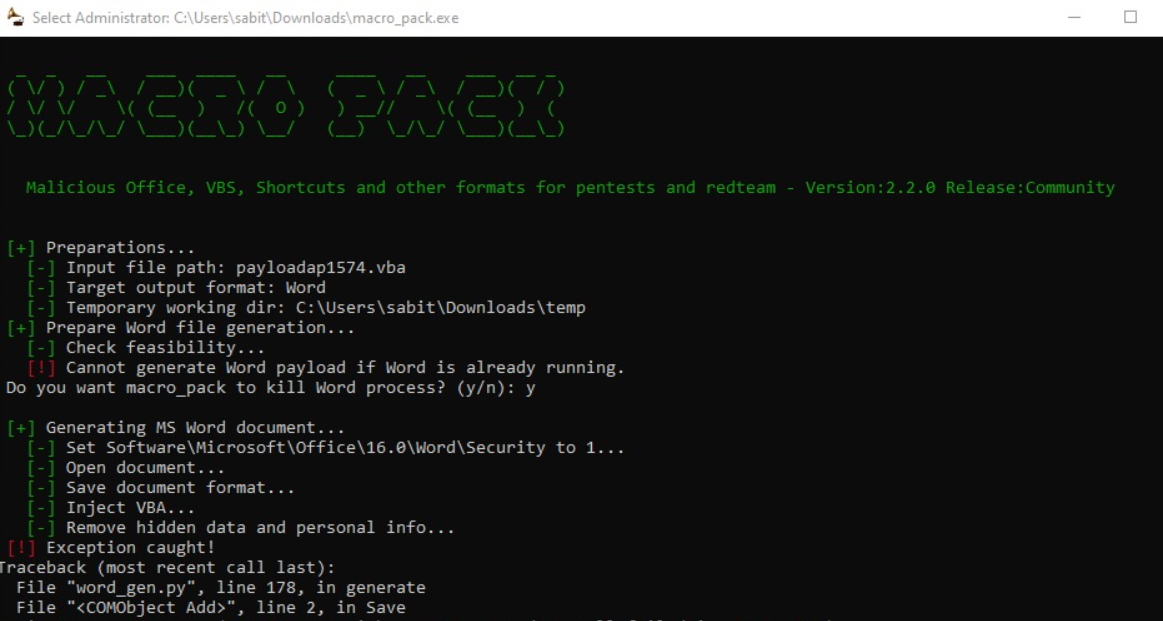 Select Administrator: C:\Users\sabit\Downloads\macro_pack.exe
MACRO PACK
Malicious Office, VBS, Shortcuts and other formats for pentests and redteam - Version:2.2.0 Release:Community
[+] Preparations...
[-] Input file path: payloadap1574.vba
[-] Target output format: Word
[-] Temporary working dir: C:\Users\sabit\Downloads\temp
[+] Prepare Word file generation...
[-] Check feasibility...
[!] Cannot generate Word payload if Word is already running.
Do you want macro_pack to kill Word process? (y/n): y
[+] Generating MS Word document...
[-] Set Software\Microsoft\Office\16.0\Word\Security to 1...
[-] Open document...
[-] Save document format...
[-] Inject VBA...
[-] Remove hidden data and personal info...
[!] Exception caught!
Traceback (most recent call last):
File "word_gen.py", line 178, in generate
File "<COMObject Add>", line 2, in Save